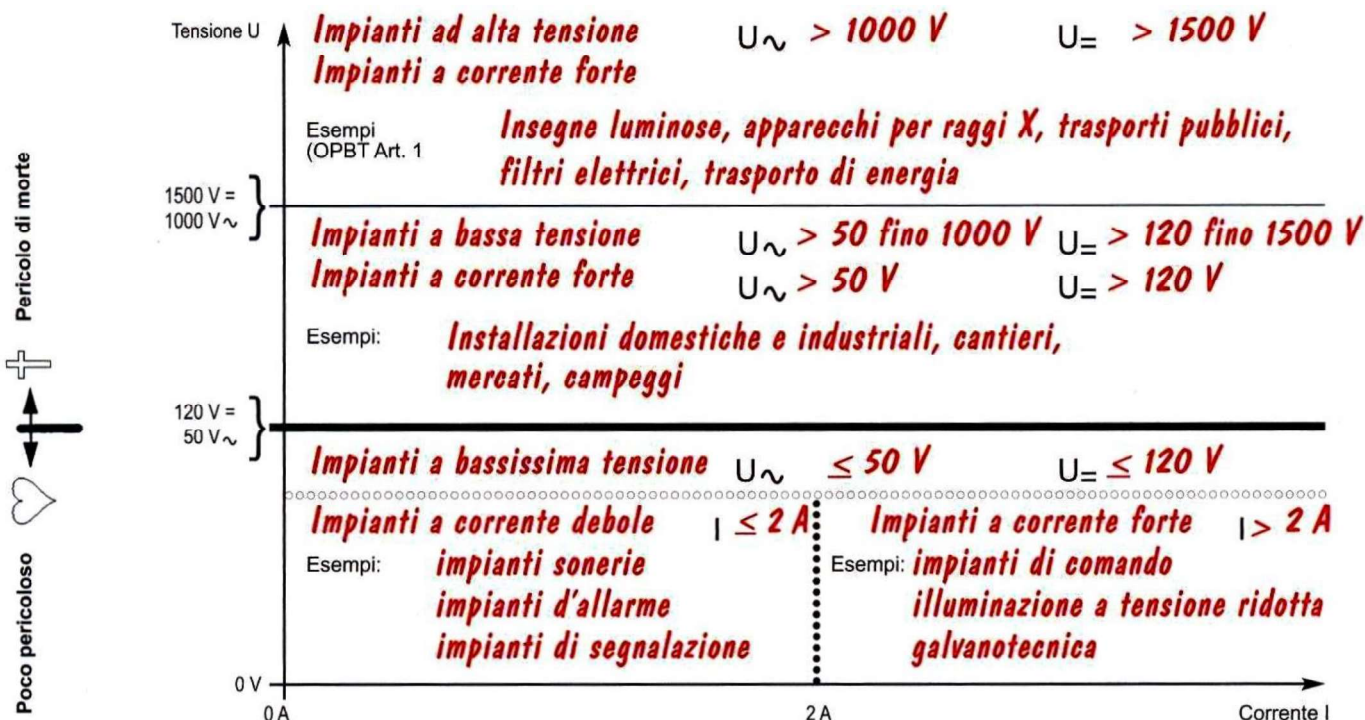 Tensione U
Impianti ad alta tensione U∿ > 1000 V U= > 1500 V
Impianti a corrente forte
Esempi
(OPBT Art. 1
Insegne luminose, apparecchi per raggi X, trasporti pubblici,
filtri elettrici, trasporto di energia
Pericolo di morte
1500 V =
1000 V∿
Impianti a bassa tensione U∿ > 50 fino 1000 V U= > 120 fino 1500 V
Impianti a corrente forte U∿ > 50 V U= > 120 V
Esempi: Installazioni domestiche e industriali, cantieri,
mercati, campeggi
120 V =
50 V∿
Impianti a bassissima tensione U∿ ≤ 50 V U= ≤ 120 V
Poco pericoloso
Impianti a corrente debole I ≤ 2 A
Esempi: impianti sonerie
impianti d'allarme
impianti di segnalazione
Impianti a corrente forte I > 2 A
Esempi: impianti di comando
illuminazione a tensione ridotta
galvanotecnica
0 V
0 A 2 A Corrente I